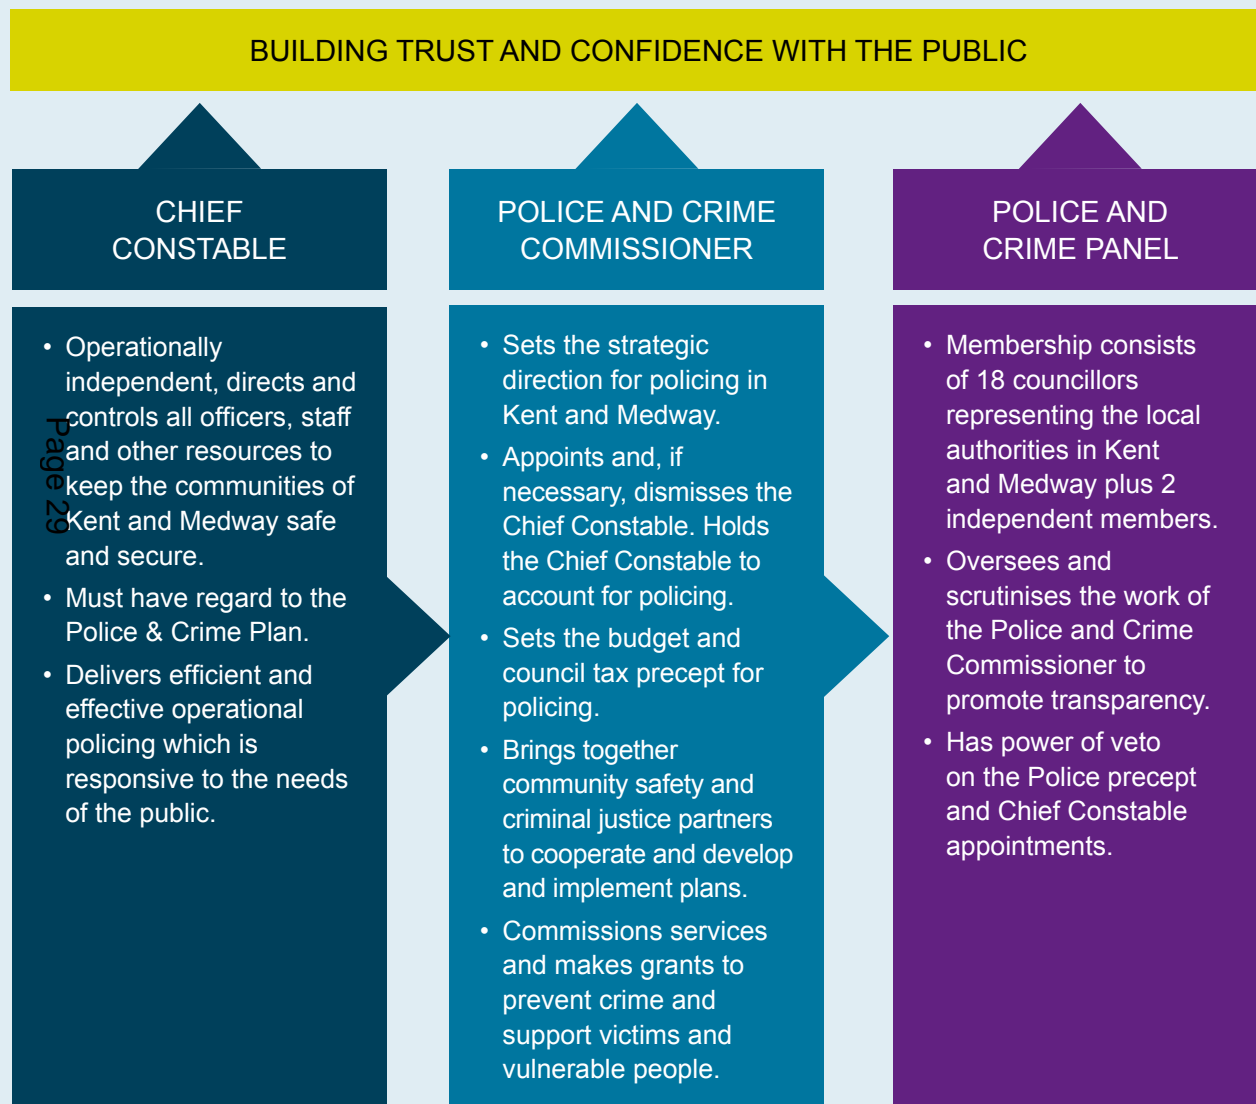 BUILDING TRUST AND CONFIDENCE WITH THE PUBLIC
CHIEF
CONSTABLE
• Operationally
independent, directs and
controls all officers, staff
and other resources to
keep the communities of
Kent and Medway safe
and secure.
• Must have regard to the
Police & Crime Plan.
• Delivers efficient and
effective operational
policing which is
responsive to the needs
of the public.
Page 29
POLICE AND CRIME
COMMISSIONER
• Sets the strategic
direction for policing in
Kent and Medway.
• Appoints and, if
necessary, dismisses the
Chief Constable. Holds
the Chief Constable to
account for policing.
• Sets the budget and
council tax precept for
policing.
• Brings together
community safety and
criminal justice partners
to cooperate and develop
and implement plans.
• Commissions services
and makes grants to
prevent crime and
support victims and
vulnerable people.
POLICE AND
CRIME PANEL
• Membership consists
of 18 councillors
representing the local
authorities in Kent
and Medway plus 2
independent members.
• Oversees and
scrutinises the work of
the Police and Crime
Commissioner to
promote transparency.
• Has power of veto
on the Police precept
and Chief Constable
appointments.